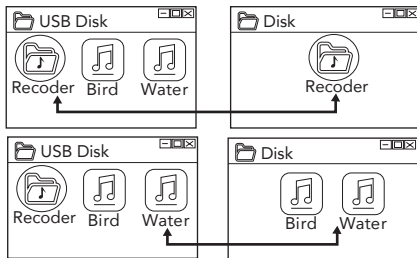 USB Disk
Disk
Recoder Bird Water
Recoder
USB Disk
Disk
Recoder Bird Water
Bird Water